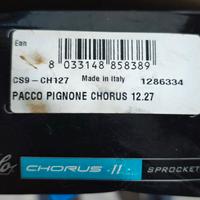 Ean
8 033148 858389
CS9-CH127 Made in Italy 1286334
PACCO PIGNONE CHORUS 12.27
CHORUS 11 SPROCKET